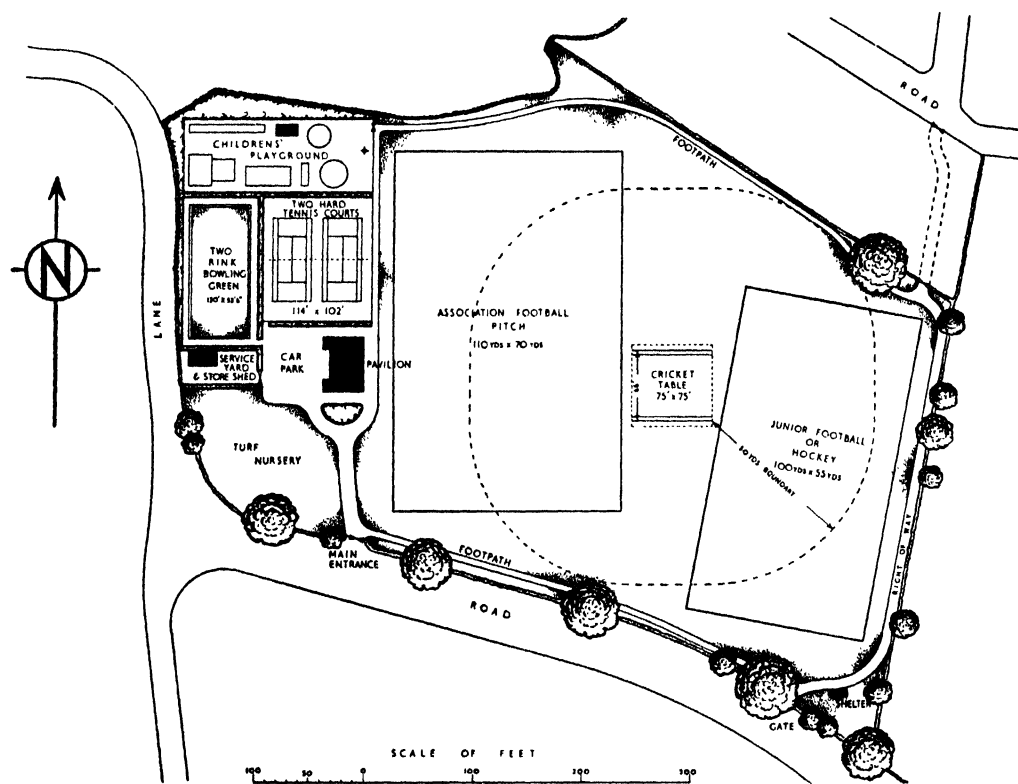 ROAD
CHILDRENS'
PLAYGROUND
FOOTPATH
TWO HARD
TENNIS COURTS
TWO
RINK
BOWLING
GREEN
114' x 102'
N
LANE
ASSOCIATION FOOTBALL
PITCH
110 YDS x 70 YDS
SERVICE
YARD
& STORE SHED
CAR
PARK
PAVILION
CRICKET
TABLE
75' x 75'
66'
JUNIOR FOOTBALL
OR
HOCKEY
100 YDS x 55 YDS
50 YDS BOUNDARY
TURF
NURSERY
RIGHT OF WAY
MAIN
ENTRANCE
FOOTPATH
ROAD
SHELTER
GATE
SCALE OF FEET
100 50 0 100 200 300